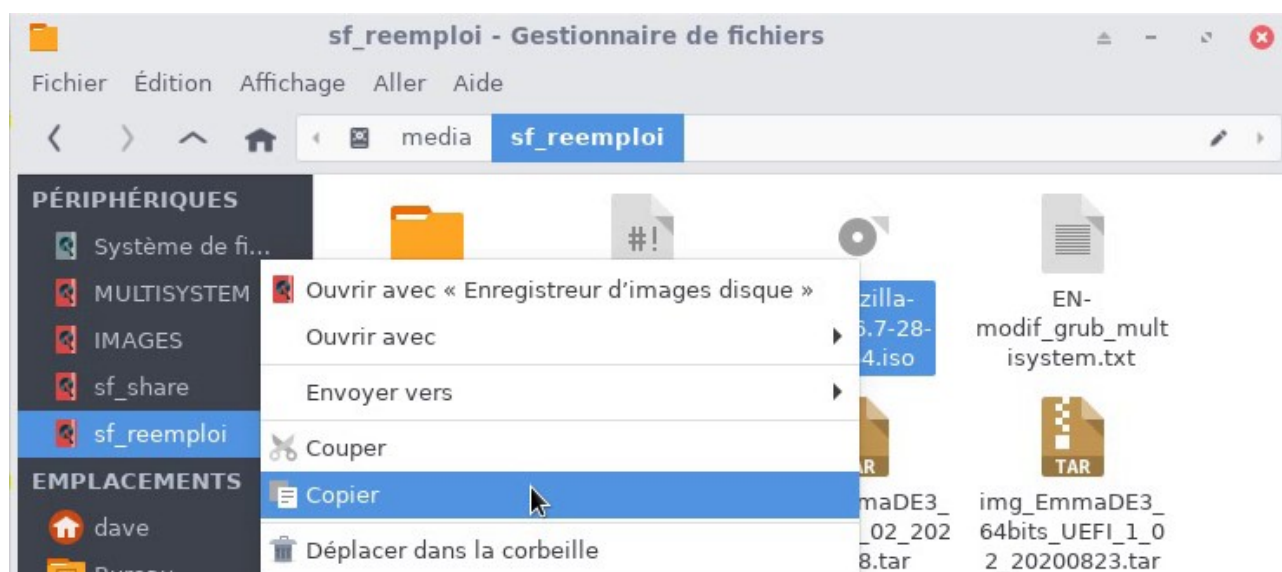 sf_reemploi - Gestionnaire de fichiers
Fichier Édition Affichage Aller Aide
media sf_reemploi
PÉRIPHÉRIQUES
Système de fi...
MULTISYSTEM
IMAGES
sf_share
sf_reemploi
EMPLACEMENTS
dave
Ouvrir avec « Enregistreur d'images disque »
Ouvrir avec
Envoyer vers
Couper
Copier
Déplacer dans la corbeille
#!
zilla-
6.7-28-
4.iso
EN-
modif_grub_mult
isystem.txt
TAR
maDE3_
_02_202
8.tar
img_EmmaDE3_
64bits_UEFI_1_0
2_20200823.tar